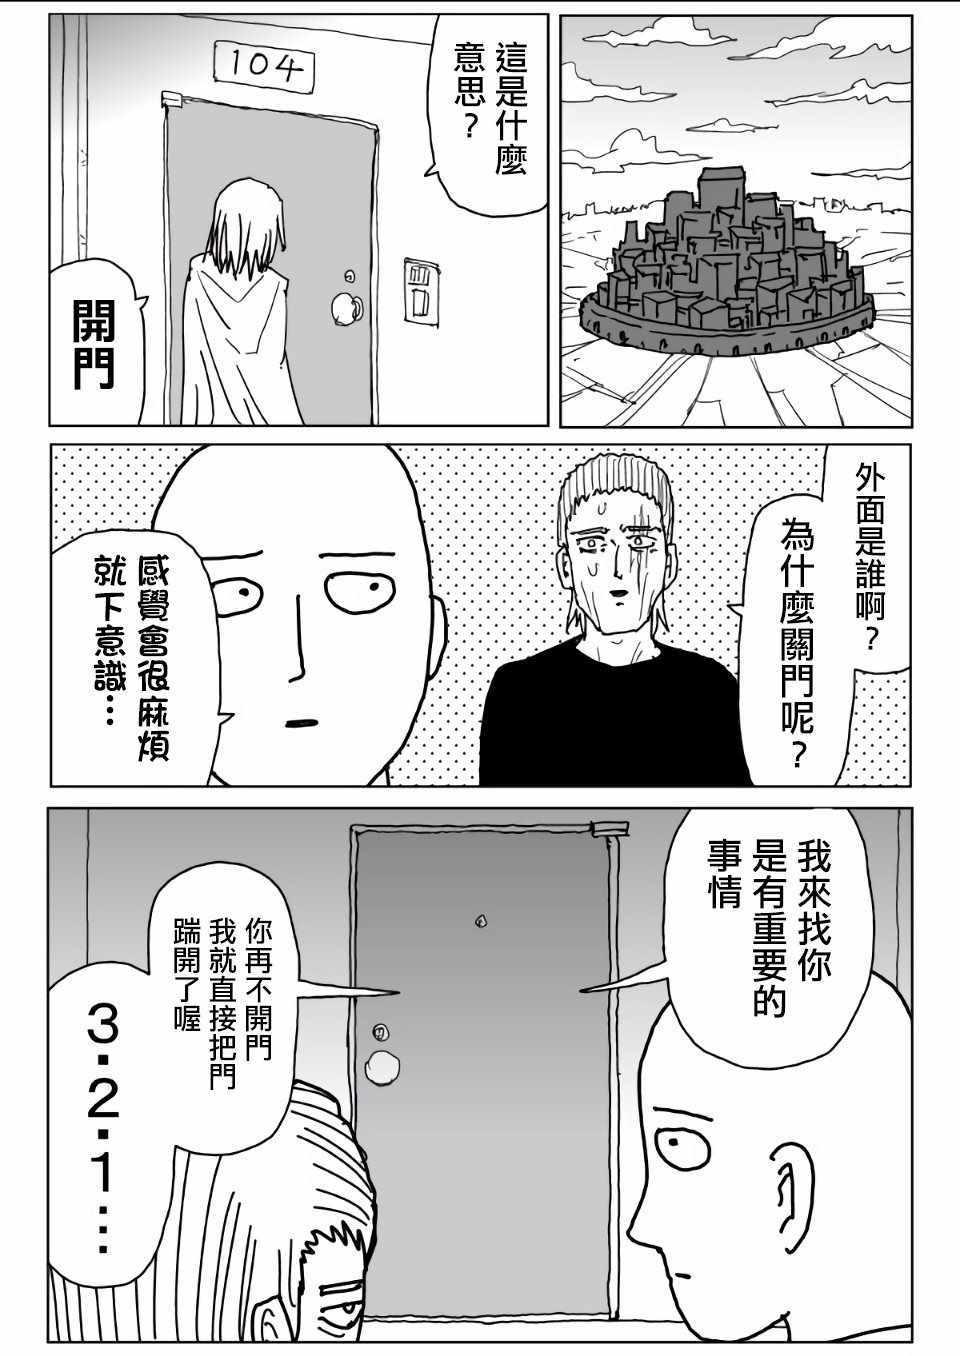 這是什麼
意思？
104
開門
外面是誰啊？
為什麼關門呢？
感覺會很麻煩
就下意識…
我來找你
是有重要的
事情
你再不開門
我就直接把門
踹開了喔
3．2．1……